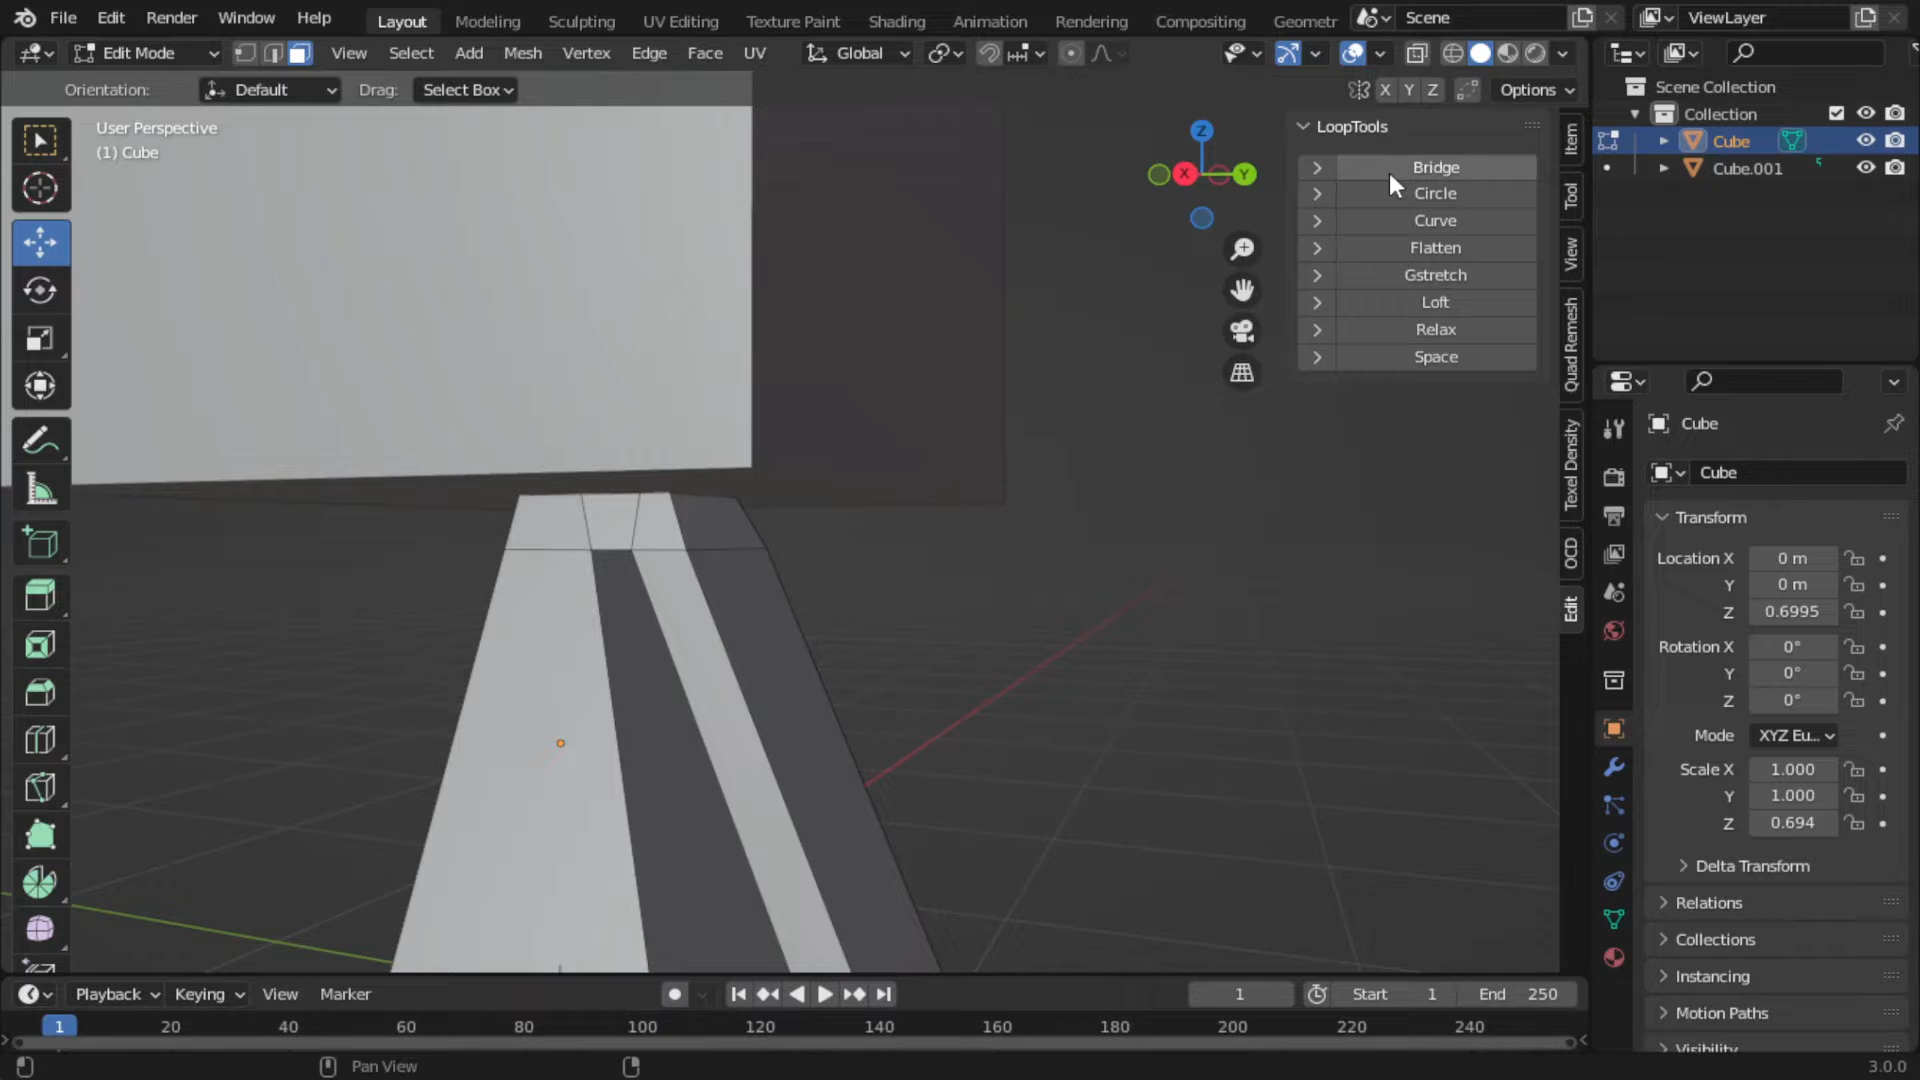 File Edit Render Window Help Layout Modeling Sculpting UV Editing Texture Paint Shading Animation Rendering Compositing Geometr Scene ViewLayer
Edit Mode View Select Add Mesh Vertex Edge Face UV Global
Orientation: Default Drag: Select Box X Y Z Options
User Perspective
(1) Cube
Z
X
Y
LoopTools
Bridge
Circle
Curve
Flatten
Gstretch
Loft
Relax
Space
Item
Tool
View
Quad Remesh
Texel Density
OCD
Edit
Scene Collection
Collection
Cube
Cube.001
Cube
Cube
Transform
Location X 0 m
Y 0 m
Z 0.6995
Rotation X 0°
Y 0°
Z 0°
Mode XYZ Eu...
Scale X 1.000
Y 1.000
Z 0.694
Delta Transform
Relations
Collections
Instancing
Motion Paths
Visibility
Playback Keying View Marker 1 Start 1 End 250
1 20 40 60 80 100 120 140 160 180 200 220 240
Pan View 3.0.0